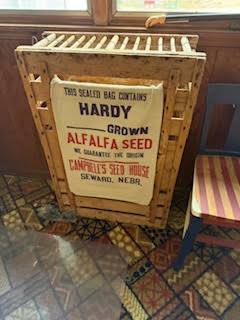 THIS SEALED BAG CONTAINS
HARDY
GROWN
ALFALFA SEED
WE GUARANTEE THE ORIGIN
CAMPBELL'S SEED HOUSE
SEWARD, NEBR.